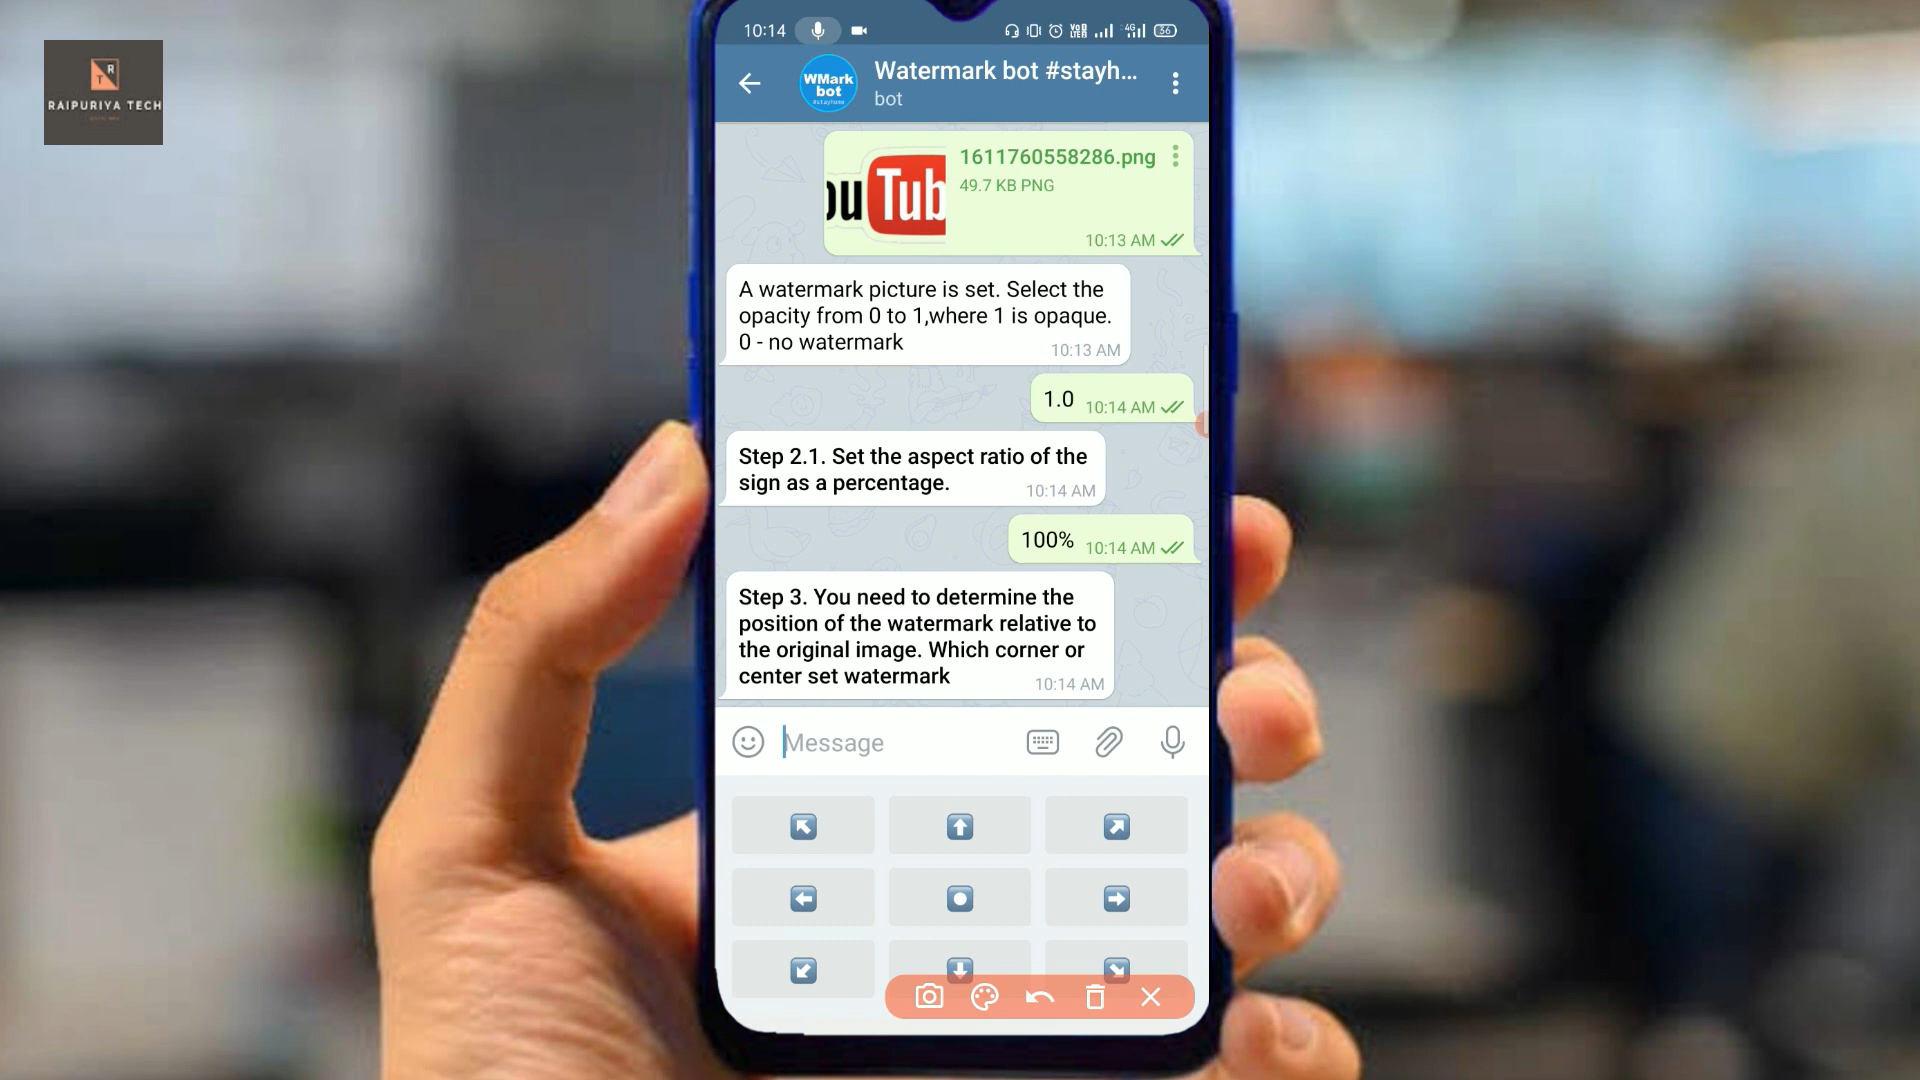 RAIPURIYA TECH
10:14
4G
36
WMark
bot
#stayhome
Watermark bot #stayh...
bot
ou Tub
1611760558286.png
49.7 KB PNG
10:13 AM
A watermark picture is set. Select the
opacity from 0 to 1,where 1 is opaque.
0 - no watermark
10:13 AM
1.0
10:14 AM
Step 2.1. Set the aspect ratio of the
sign as a percentage.
10:14 AM
100%
10:14 AM
Step 3. You need to determine the
position of the watermark relative to
the original image. Which corner or
center set watermark
10:14 AM
Message